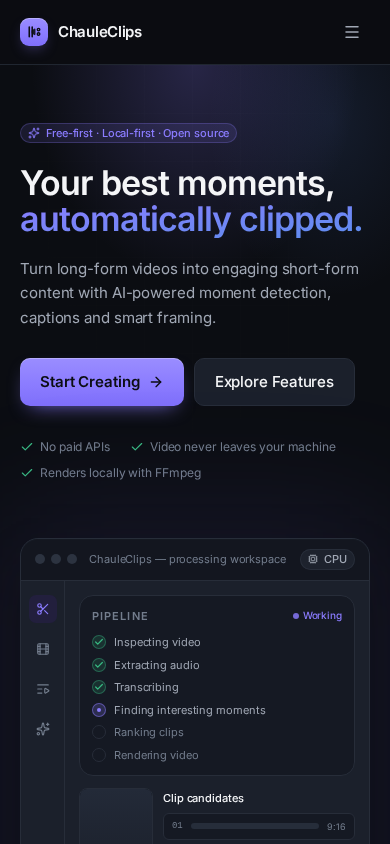 ChauleClips
Free-first · Local-first · Open source
Your best moments,
automatically clipped.
Turn long-form videos into engaging short-form
content with AI-powered moment detection,
captions and smart framing.
Start Creating →
Explore Features
No paid APIs
Video never leaves your machine
Renders locally with FFmpeg
ChauleClips — processing workspace
CPU
PIPELINE
Working
Inspecting video
Extracting audio
Transcribing
Finding interesting moments
Ranking clips
Rendering video
Clip candidates
01
9:16